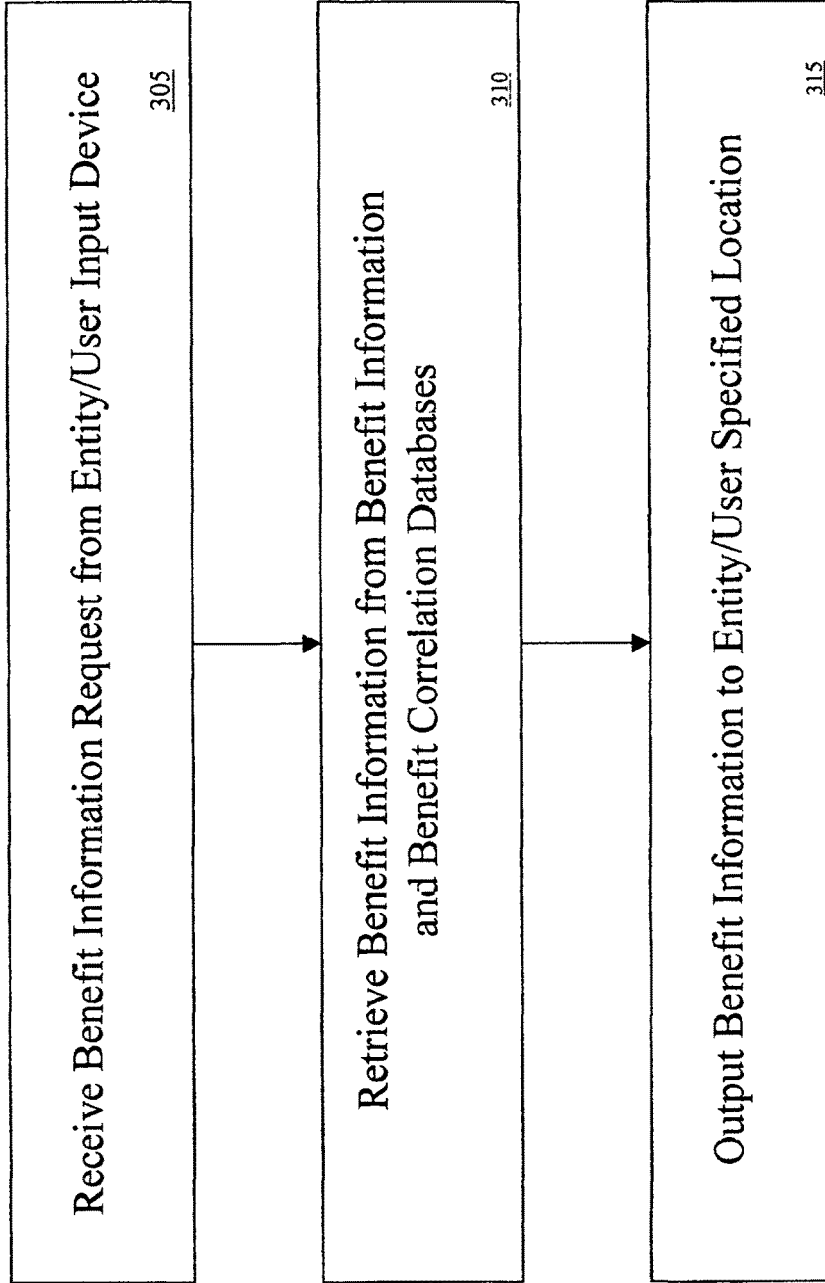 Receive Benefit Information Request from Entity/User Input Device
305
Retrieve Benefit Information from Benefit Information
and Benefit Correlation Databases
310
Output Benefit Information to Entity/User Specified Location
315